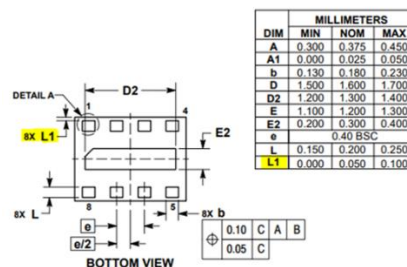 DETAIL A
D2
1
4
8X L1
E2
8X L
8
5
8X b
e
e/2
BOTTOM VIEW
0.10 C A B
0.05 C
MILLIMETERS
DIM MIN NOM MAX
A 0.300 0.375 0.450
A1 0.000 0.025 0.050
b 0.130 0.180 0.230
D 1.500 1.600 1.700
D2 1.200 1.300 1.400
E 1.100 1.200 1.300
E2 0.200 0.300 0.400
e 0.40 BSC
L 0.150 0.200 0.250
L1 0.000 0.050 0.100